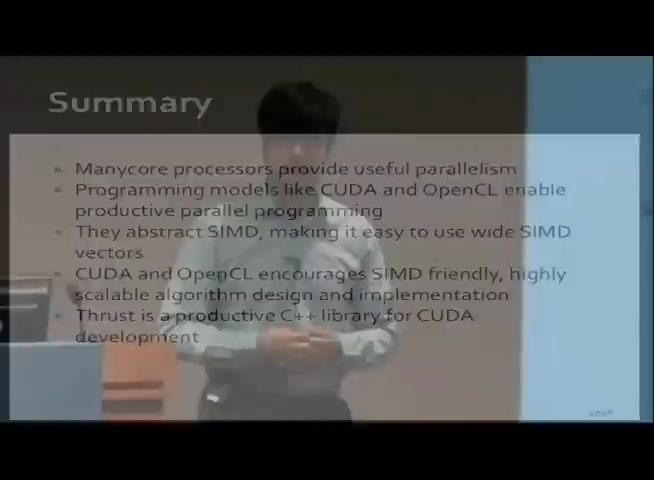 Summary
Manycore processors provide useful parallelism
Programming models like CUDA and OpenCL enable
productive parallel programming
They abstract SIMD, making it easy to use wide SIMD
vectors
CUDA and OpenCL encourages SIMD friendly, highly
scalable algorithm design and implementation
Thrust is a productive C++ library for CUDA
development